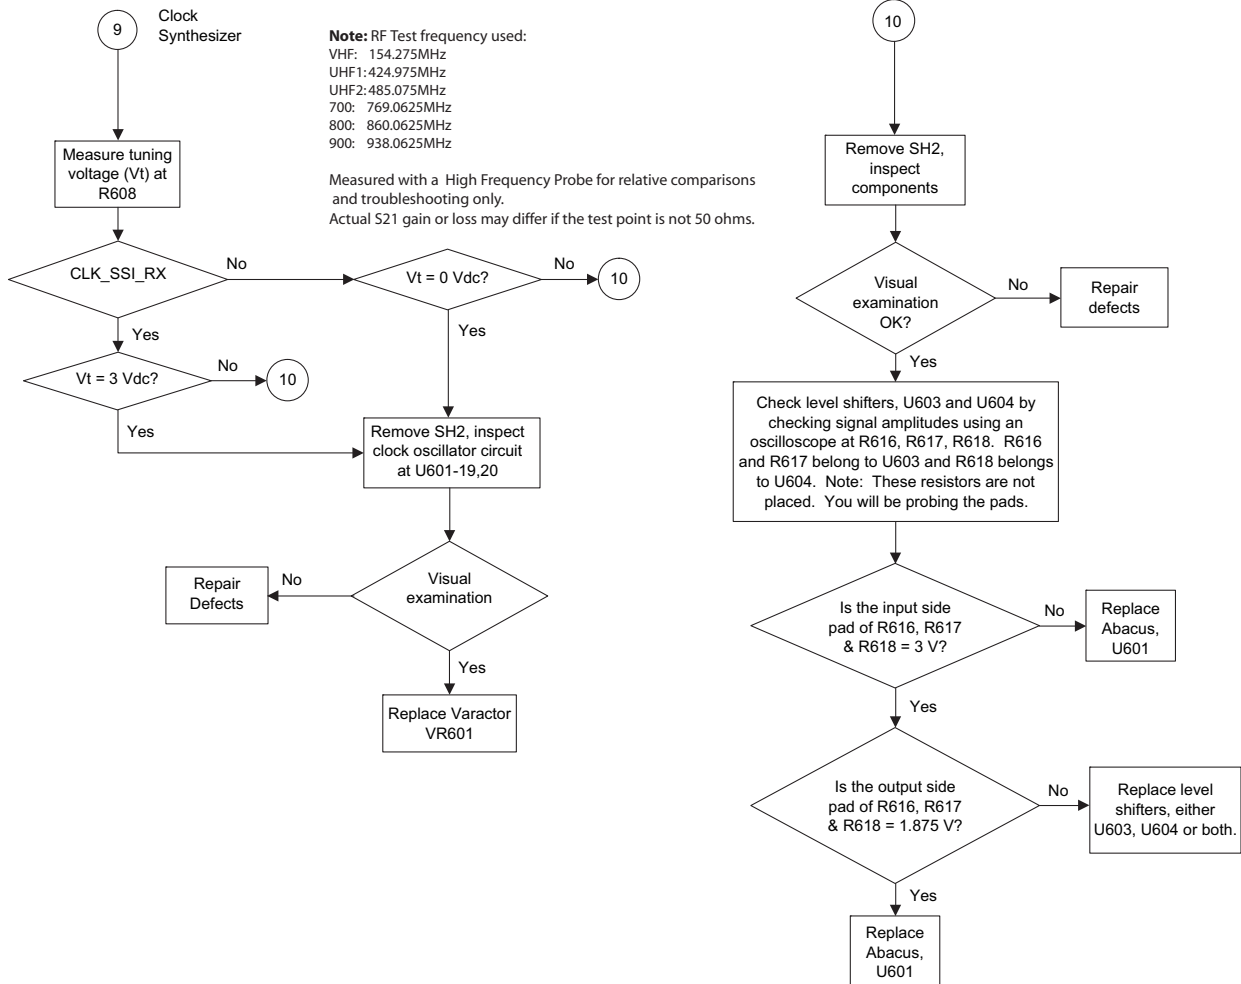 9
Clock
Synthesizer
Note: RF Test frequency used:
VHF: 154.275MHz
UHF1: 424.975MHz
UHF2: 485.075MHz
700: 769.0625MHz
800: 860.0625MHz
900: 938.0625MHz
Measured with a High Frequency Probe for relative comparisons
and troubleshooting only.
Actual S21 gain or loss may differ if the test point is not 50 ohms.
Measure tuning
voltage (Vt) at
R608
CLK_SSI_RX
No
Vt = 0 Vdc?
No
10
Yes
Yes
Vt = 3 Vdc?
No
10
Yes
Remove SH2, inspect
clock oscillator circuit
at U601-19,20
Visual
examination
No
Repair
Defects
Yes
Replace Varactor
VR601
10
Remove SH2,
inspect
components
Visual
examination
OK?
No
Repair
defects
Yes
Check level shifters, U603 and U604 by
checking signal amplitudes using an
oscilloscope at R616, R617, R618. R616
and R617 belong to U603 and R618 belongs
to U604. Note: These resistors are not
placed. You will be probing the pads.
Is the input side
pad of R616, R617
& R618 = 3 V?
No
Replace
Abacus,
U601
Yes
Is the output side
pad of R616, R617
& R618 = 1.875 V?
No
Replace level
shifters, either
U603, U604 or both.
Yes
Replace
Abacus,
U601